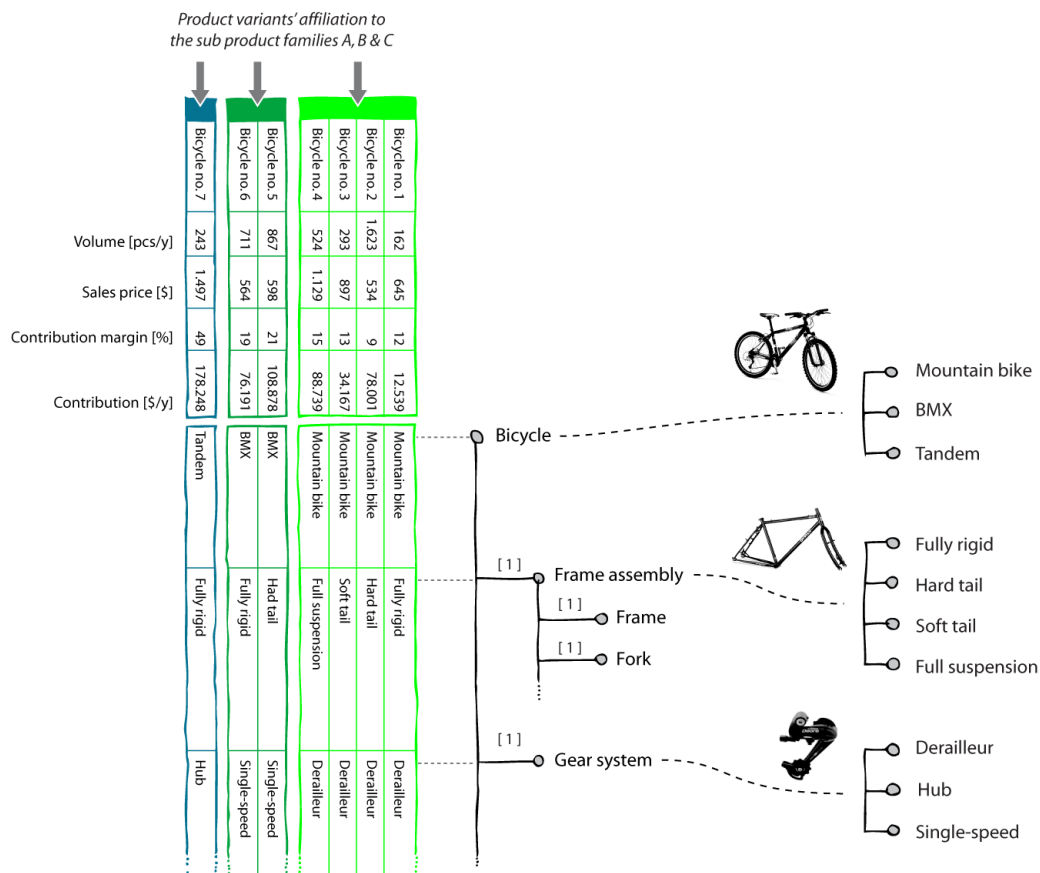 Product variants’ affiliation to
the sub product families A, B & C
Bicycle no. 7
Bicycle no. 6
Bicycle no. 5
Bicycle no. 4
Bicycle no. 3
Bicycle no. 2
Bicycle no. 1
Volume [pcs/y]
243
711
867
524
293
1.623
162
Sales price [$]
1.497
564
598
1.129
897
534
645
Contribution margin [%]
49
19
21
15
13
9
12
Contribution [$/y]
178.248
76.191
108.878
88.739
34.167
78.001
12.539
Tandem
BMX
BMX
Mountain bike
Mountain bike
Mountain bike
Mountain bike
Bicycle
Mountain bike
BMX
Tandem
Fully rigid
Fully rigid
Had tail
Full suspension
Soft tail
Hard tail
Fully rigid
[ 1 ]
Frame assembly
[ 1 ]
Frame
[ 1 ]
Fork
Fully rigid
Hard tail
Soft tail
Full suspension
Hub
Single-speed
Single-speed
Derailleur
Derailleur
Derailleur
Derailleur
[ 1 ]
Gear system
Derailleur
Hub
Single-speed